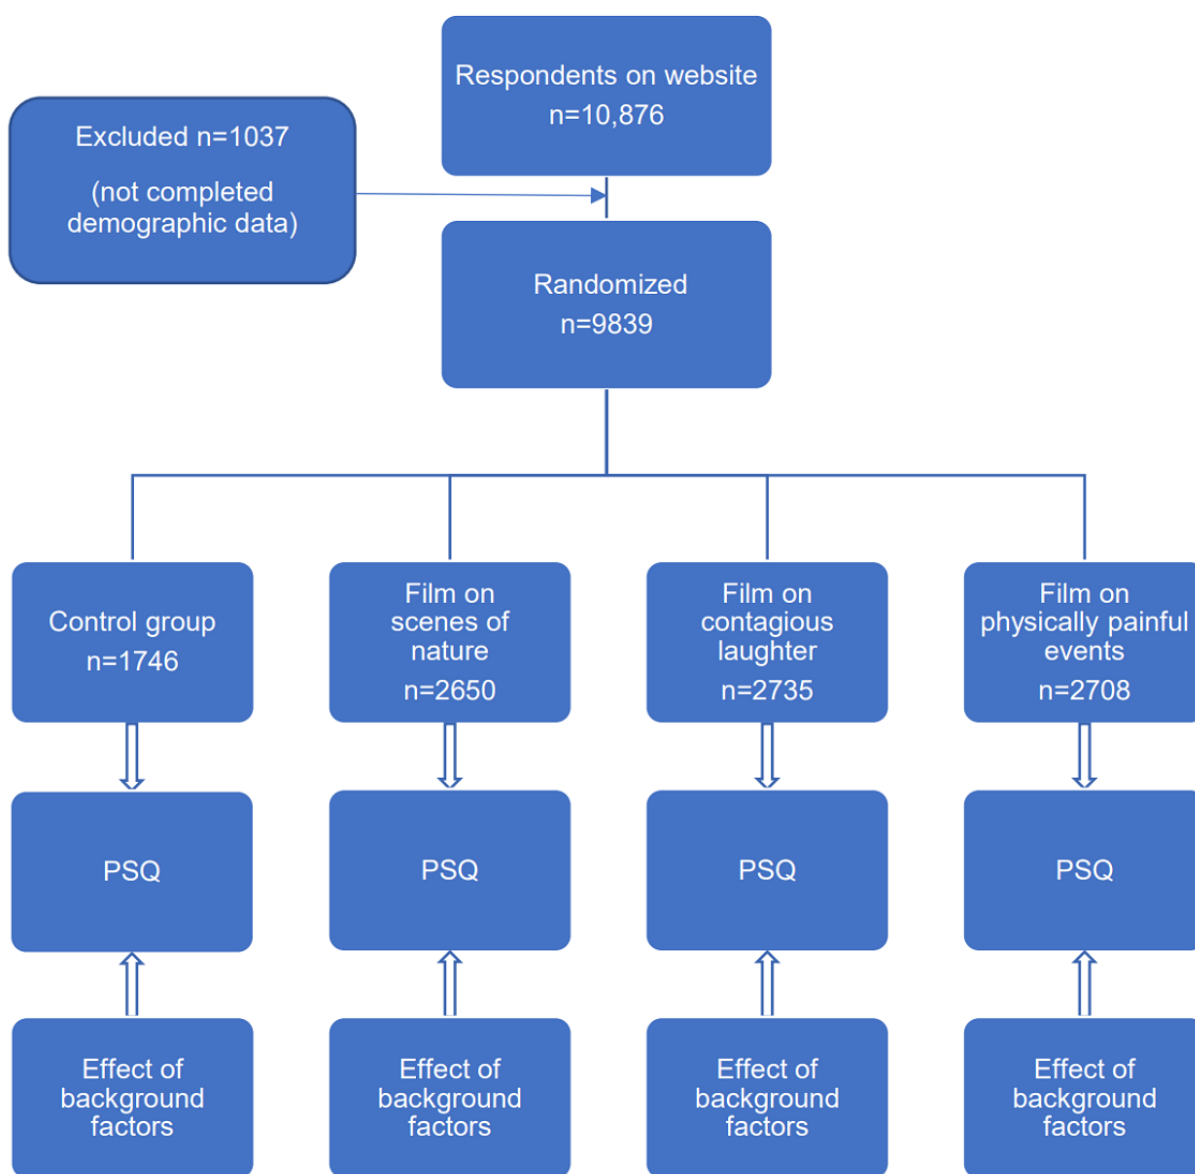 Respondents on website
n=10,876
Excluded n=1037
(not completed
demographic data)
Randomized
n=9839
Control group
n=1746
Film on
scenes of
nature
n=2650
Film on
contagious
laughter
n=2735
Film on
physically painful
events
n=2708
PSQ
PSQ
PSQ
PSQ
Effect of
background
factors
Effect of
background
factors
Effect of
background
factors
Effect of
background
factors